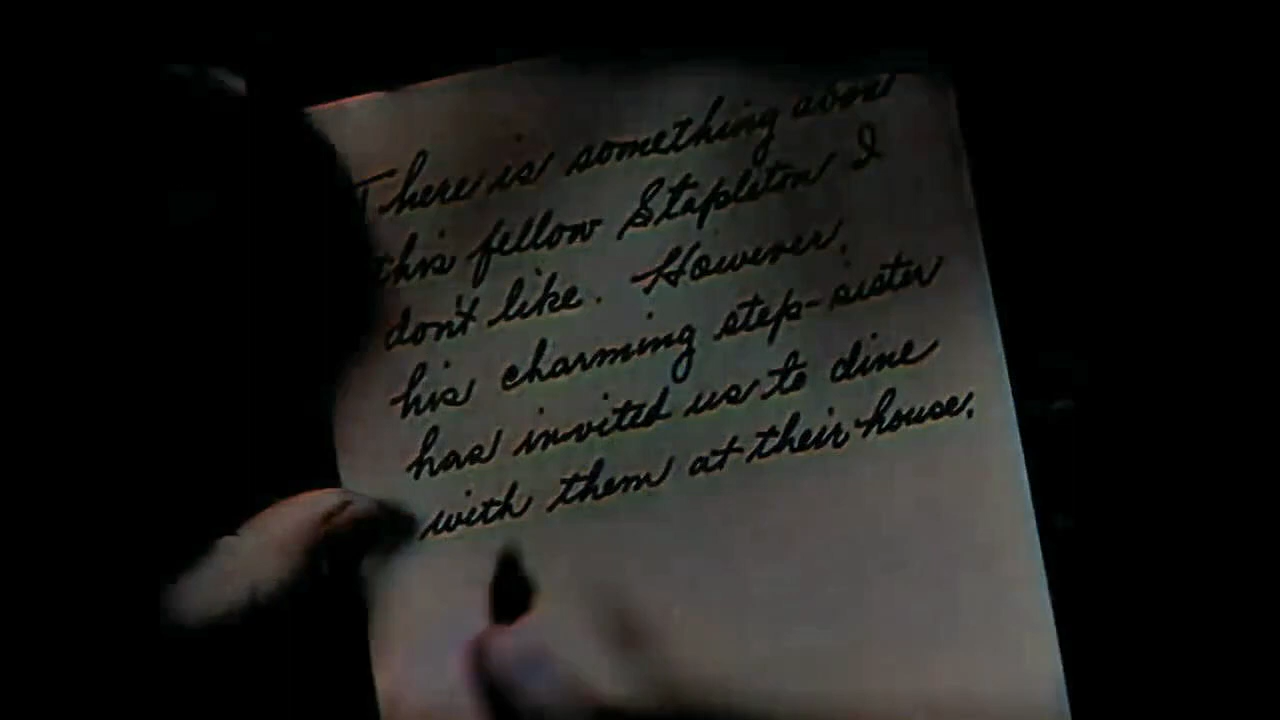 There is something about
this fellow Stapleton I
don't like. However,
his charming step-sister
has invited us to dine
with them at their house.